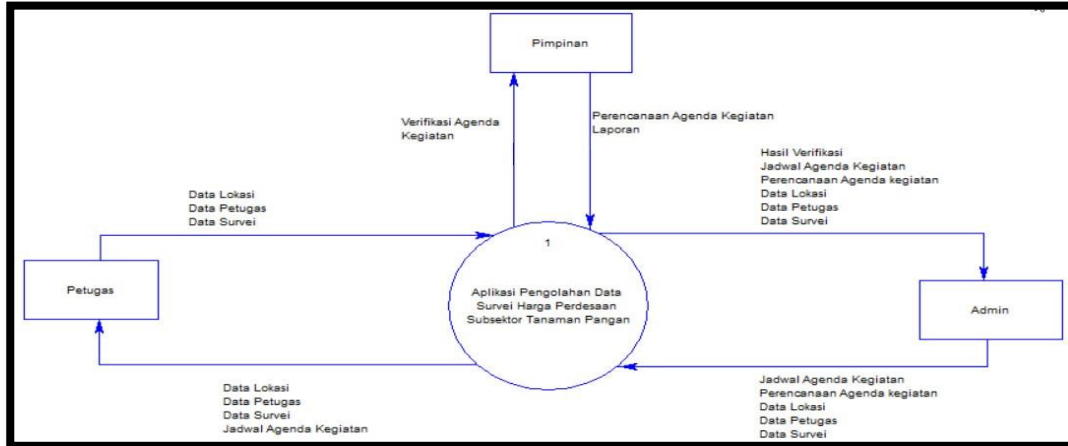 Pimpinan
Verifikasi Agenda
Kegiatan
Perencanaan Agenda Kegiatan
Laporan
Hasil Verifikasi
Jadwal Agenda Kegiatan
Perencanaan Agenda kegiatan
Data Lokasi
Data Petugas
Data Survei
Data Lokasi
Data Petugas
Data Survei
1
Petugas
Aplikasi Pengolahan Data
Survei Harga Perdesaan
Subsektor Tanaman Pangan
Admin
Data Lokasi
Data Petugas
Data Survei
Jadwal Agenda Kegiatan
Jadwal Agenda Kegiatan
Perencanaan Agenda kegiatan
Data Lokasi
Data Petugas
Data Survei